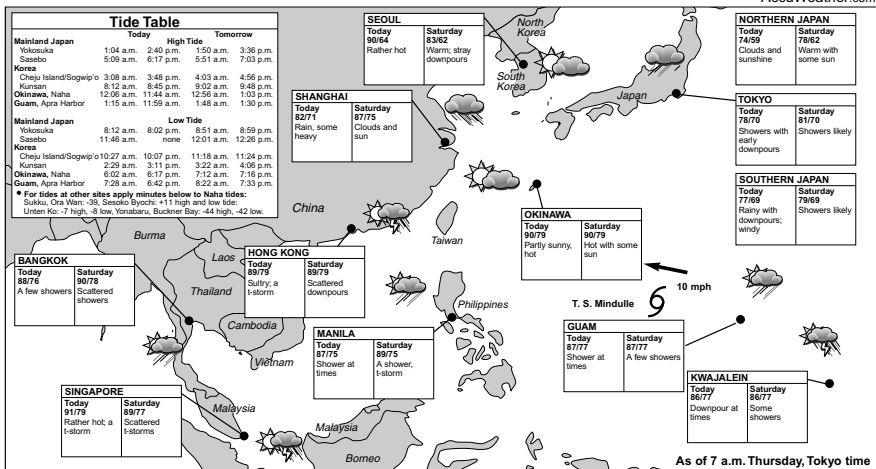 AccuWeather.com
Tide Table
Today Tomorrow
Mainland Japan High Tide
Yokosuka 1:04 a.m. 2:40 p.m. 1:50 a.m. 3:36 p.m.
Sasebo 5:09 a.m. 6:17 p.m. 5:51 a.m. 7:03 p.m.
Korea
Cheju Island/Sogwip'o 3:08 a.m. 3:48 p.m. 4:03 a.m. 4:56 p.m.
Kunsan 8:12 a.m. 8:45 p.m. 9:02 a.m. 9:48 p.m.
Okinawa, Naha 12:06 a.m. 11:44 a.m. 12:56 a.m. 1:03 p.m.
Guam, Apra Harbor 1:15 a.m. 11:59 a.m. 1:48 a.m. 1:30 p.m.
Mainland Japan Low Tide
Yokosuka 8:12 a.m. 8:02 p.m. 8:51 a.m. 8:59 p.m.
Sasebo 11:46 a.m. none 12:01 a.m. 12:26 p.m.
Korea
Cheju Island/Sogwip'o 10:27 a.m. 10:07 p.m. 11:18 a.m. 11:24 p.m.
Kunsan 2:29 a.m. 3:11 p.m. 3:22 a.m. 4:06 p.m.
Okinawa, Naha 6:02 a.m. 6:17 p.m. 7:12 a.m. 7:16 p.m.
Guam, Apra Harbor 7:28 a.m. 6:42 p.m. 8:22 a.m. 7:33 p.m.
• For tides at other sites apply minutes below to Naha tides:
Sukku, Ora Wan: -39, Sesoko Byochi: +11 high and low tide:
Unten Ko: -7 high, -8 low, Yonabaru, Buckner Bay: -44 high, -42 low.
SEOUL
Today Saturday
90/64 83/62
Rather hot Warm; stray
downpours
North
Korea
South
Korea
Japan
NORTHERN JAPAN
Today Saturday
74/59 78/62
Clouds and Warm with
sunshine some sun
SHANGHAI
Today Saturday
82/71 87/75
Rain, some Clouds and
heavy sun
TOKYO
Today Saturday
78/70 81/70
Showers with Showers likely
early
downpours
SOUTHERN JAPAN
Today Saturday
77/69 79/69
Rainy with Showers likely
downpours;
windy
China
Taiwan
OKINAWA
Today Saturday
90/79 90/79
Partly sunny, Hot with some
hot sun
Burma
Laos
Thailand
Cambodia
Vietnam
BANGKOK
Today Saturday
88/76 90/78
A few showers Scattered
showers
HONG KONG
Today Saturday
89/79 89/79
Sultry; a Scattered
t-storm downpours
Philippines
10 mph
T. S. Mindulle
MANILA
Today Saturday
87/75 89/75
Shower at A shower,
times t-storm
GUAM
Today Saturday
87/77 87/77
Shower at A few showers
times
KWAJALEIN
Today Saturday
86/77 86/77
Downpour at Some
times showers
SINGAPORE
Today Saturday
91/79 89/77
Rather hot; a Scattered
t-storm t-storms
Malaysia
Malaysia
Borneo
As of 7 a.m. Thursday, Tokyo time